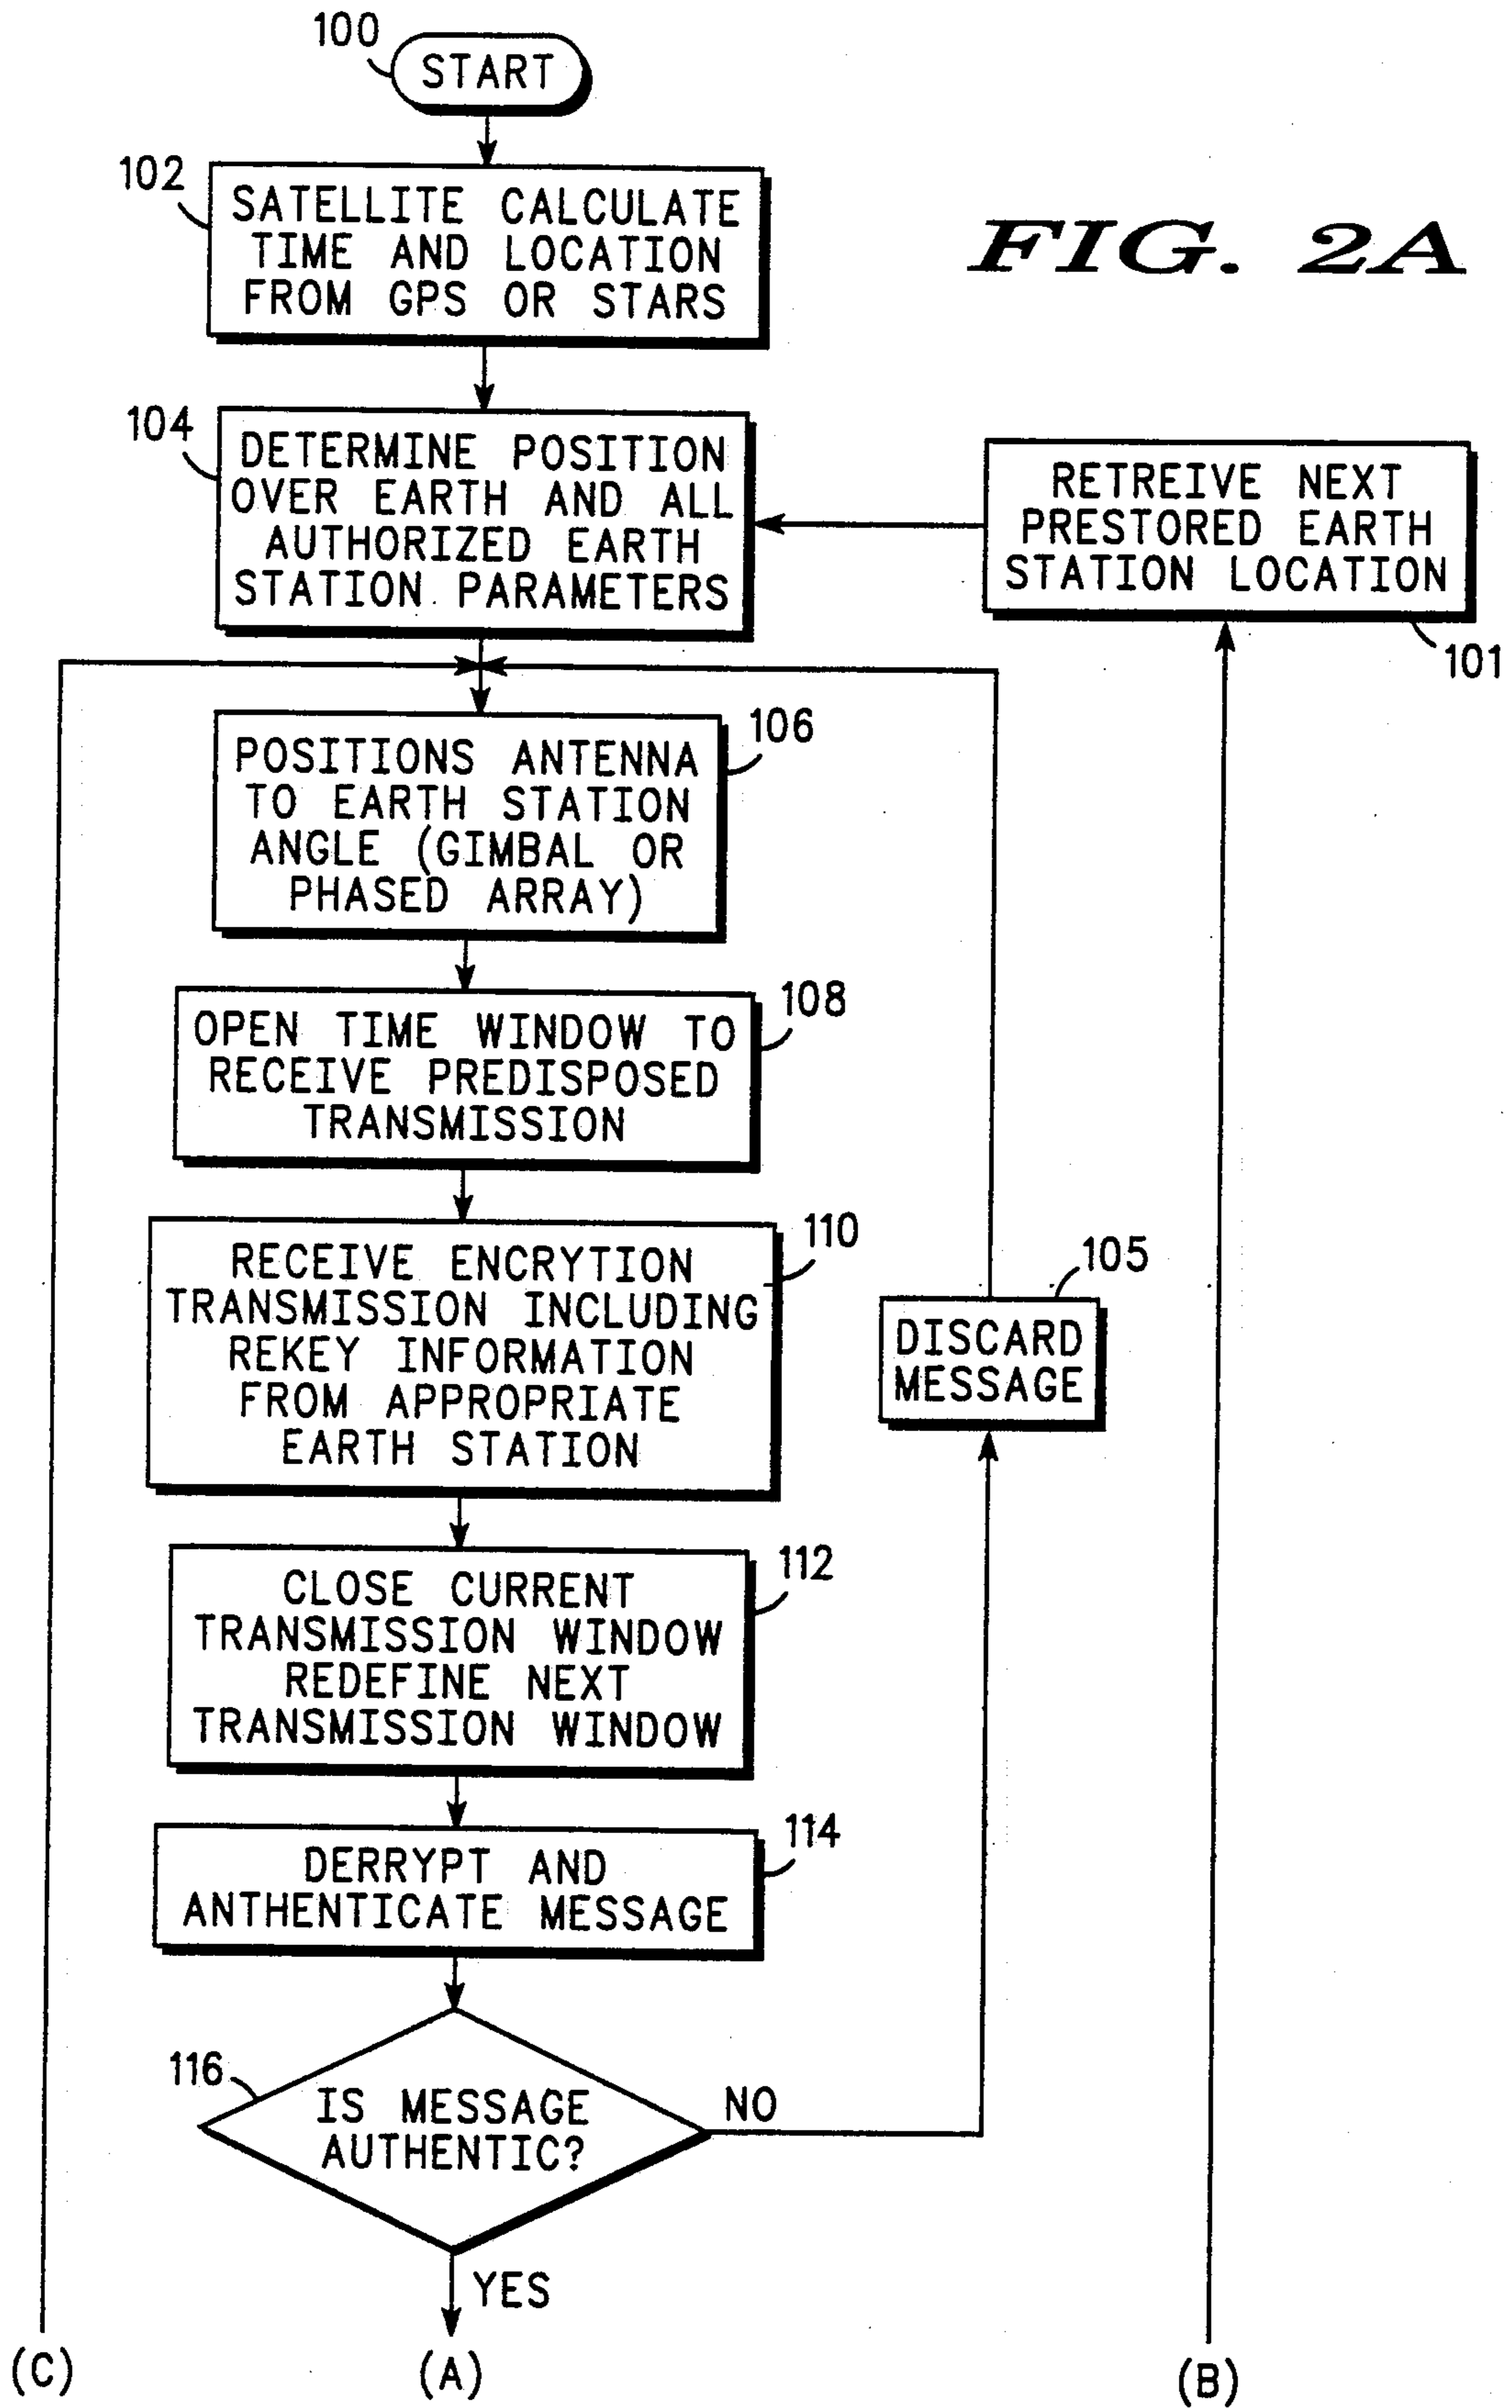 100
START
102
SATELLITE CALCULATE
TIME AND LOCATION
FROM GPS OR STARS
FIG. 2A
104
DETERMINE POSITION
OVER EARTH AND ALL
AUTHORIZED EARTH
STATION PARAMETERS
RETREIVE NEXT
PRESTORED EARTH
STATION LOCATION
101
106
POSITIONS ANTENNA
TO EARTH STATION
ANGLE (GIMBAL OR
PHASED ARRAY)
108
OPEN TIME WINDOW TO
RECEIVE PREDISPOSED
TRANSMISSION
110
RECEIVE ENCRYTION
TRANSMISSION INCLUDING
REKEY INFORMATION
FROM APPROPRIATE
EARTH STATION
105
DISCARD
MESSAGE
112
CLOSE CURRENT
TRANSMISSION WINDOW
REDEFINE NEXT
TRANSMISSION WINDOW
114
DERRYPT AND
ANTHENTICATE MESSAGE
116
IS MESSAGE
AUTHENTIC?
NO
YES
(C)
(A)
(B)